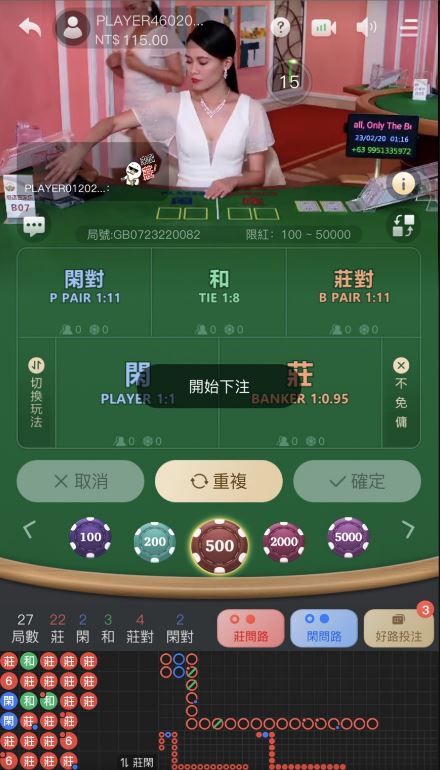 PLAYER46020...
NT$ 115.00
?
15
all, Only The Be
23/02/20 01:16
+63 9951335972
PLAYER01202...:
莊!
B07
i
局號:GB0723220082 限紅: 100 ~ 50000
閑對 和 莊對
P PAIR 1:11 TIE 1:8 B PAIR 1:11
0 0 0 0 0 0
切換玩法 閑 莊 不免傭
PLAYER 1:1 BANKER 1:0.95
開始下注
0 0 0 0
取消 重複 確定
100 200 500 2000 5000
27 22 2 3 4 2
局數 莊 閑 和 莊對 閑對
莊問路 閑問路 好路投注 3
莊 和 莊 莊 莊
6 莊 莊 莊 莊
閑 和 和 莊 莊
閑 莊 莊 莊
莊 莊 莊 6
6 莊 莊 莊
莊閑